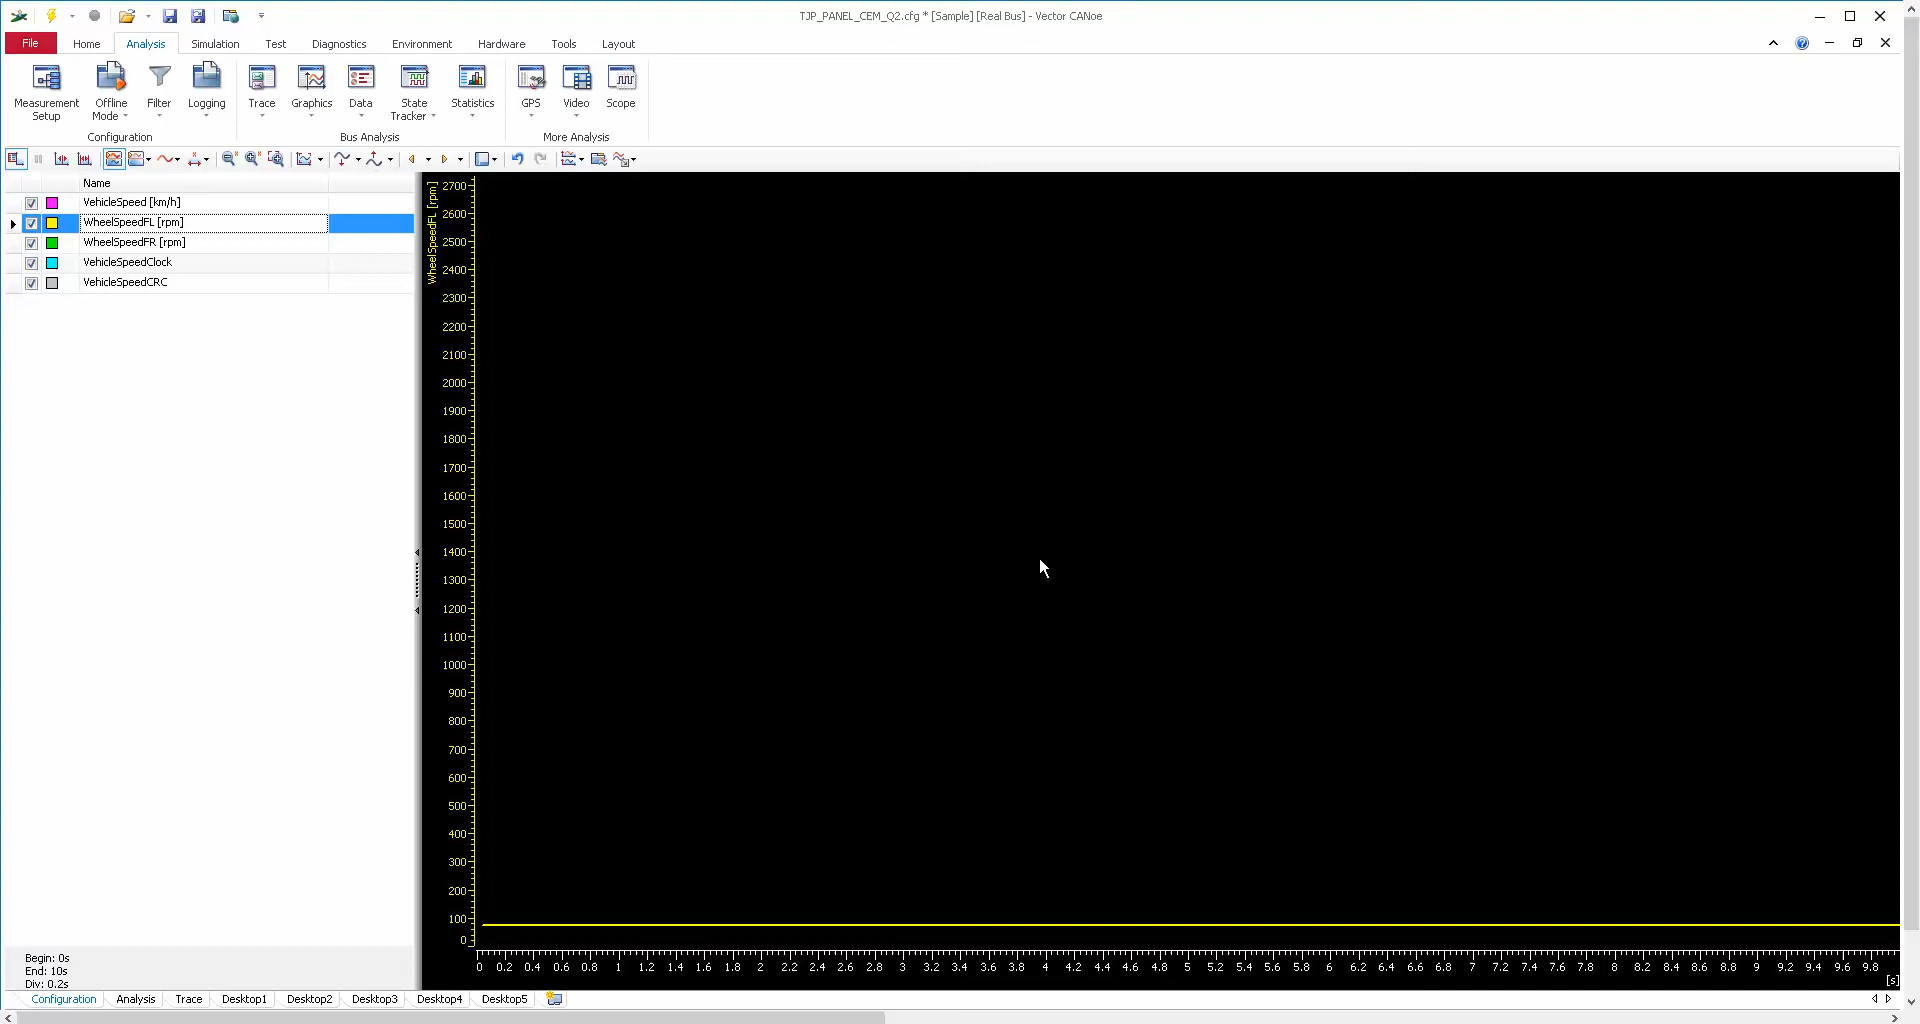 TJP_PANEL_CEM_Q2.cfg * [Sample] [Real Bus] - Vector CANoe
File Home Analysis Simulation Test Diagnostics Environment Hardware Tools Layout
Measurement Setup
Offline Mode
Filter
Logging
Trace
Graphics
Data
State Tracker
Statistics
GPS
Video
Scope
Configuration
Bus Analysis
More Analysis
Name
VehicleSpeed [km/h]
WheelSpeedFL [rpm]
WheelSpeedFR [rpm]
VehicleSpeedClock
VehicleSpeedCRC
WheelSpeedFL [rpm]
2700
2600
2500
2400
2300
2200
2100
2000
1900
1800
1700
1600
1500
1400
1300
1200
1100
1000
900
800
700
600
500
400
300
200
100
0
0 0.2 0.4 0.6 0.8 1 1.2 1.4 1.6 1.8 2 2.2 2.4 2.6 2.8 3 3.2 3.4 3.6 3.8 4 4.2 4.4 4.6 4.8 5 5.2 5.4 5.6 5.8 6 6.2 6.4 6.6 6.8 7 7.2 7.4 7.6 7.8 8 8.2 8.4 8.6 8.8 9 9.2 9.4 9.6 9.8
[s]
Begin: 0s
End: 10s
Div: 0.2s
Configuration Analysis Trace Desktop1 Desktop2 Desktop3 Desktop4 Desktop5